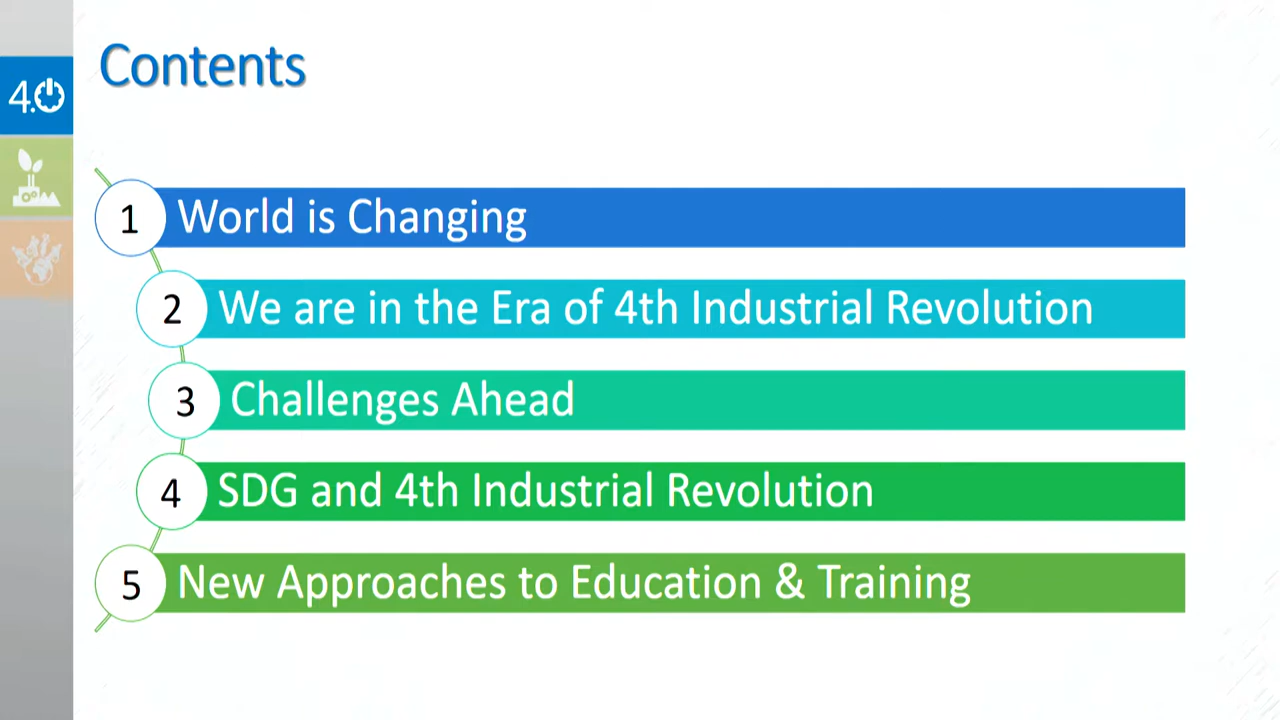 Contents
4.0
1 World is Changing
2 We are in the Era of 4th Industrial Revolution
3 Challenges Ahead
4 SDG and 4th Industrial Revolution
5 New Approaches to Education & Training